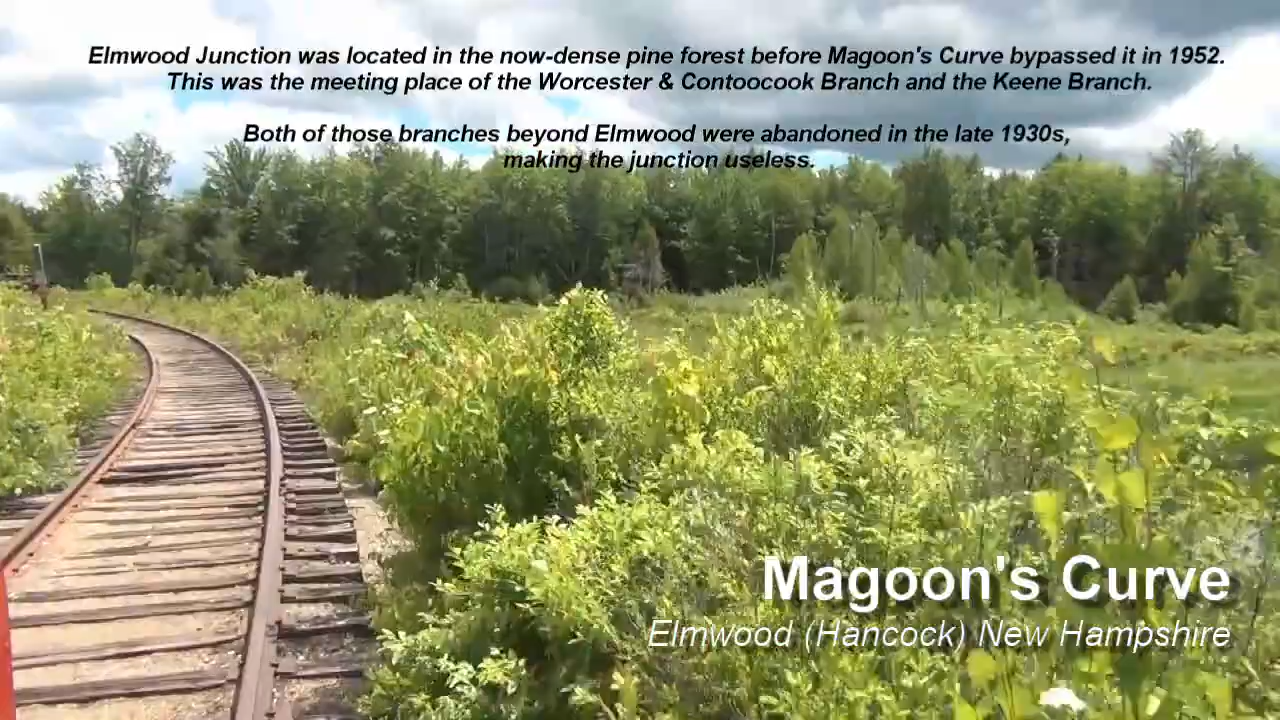 Elmwood Junction was located in the now-dense pine forest before Magoon's Curve bypassed it in 1952.
This was the meeting place of the Worcester & Contoocook Branch and the Keene Branch.
Both of those branches beyond Elmwood were abandoned in the late 1930s,
making the junction useless.
Magoon's Curve
Elmwood (Hancock) New Hampshire